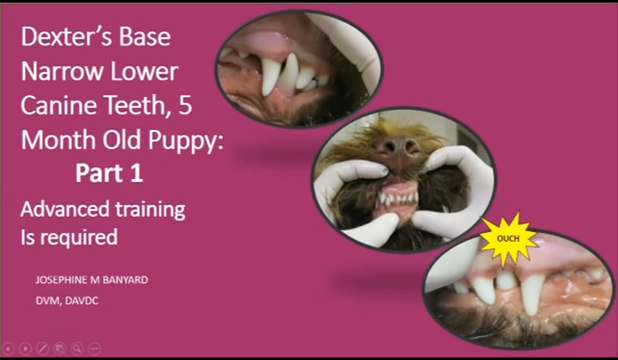 Dexter's Base
Narrow Lower
Canine Teeth, 5
Month Old Puppy:
Part 1
Advanced training
Is required
JOSEPHINE M BANYARD
DVM, DAVDC
OUCH